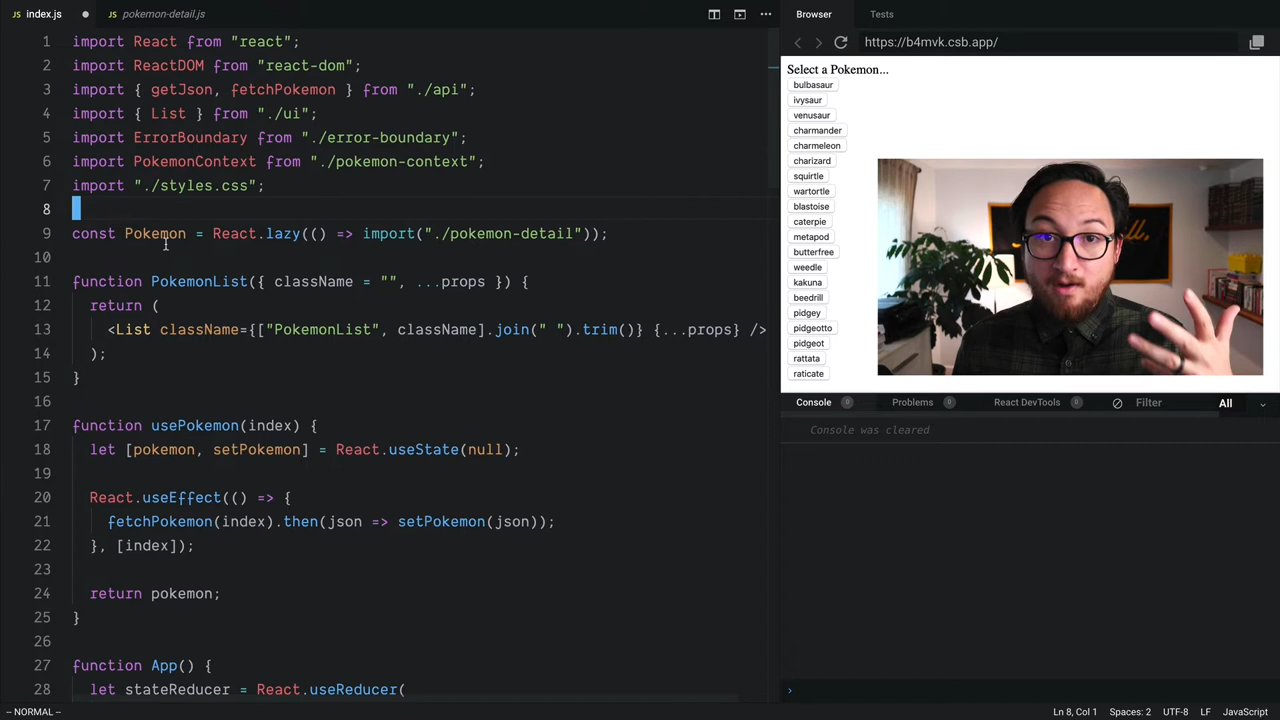 index.js
pokemon-detail.js
1 import React from "react";
2 import ReactDOM from "react-dom";
3 import { getJson, fetchPokemon } from "./api";
4 import { List } from "./ui";
5 import ErrorBoundary from "./error-boundary";
6 import PokemonContext from "./pokemon-context";
7 import "./styles.css";
8
9 const Pokemon = React.lazy(() => import("./pokemon-detail"));
10
11 function PokemonList({ className = "", ...props }) {
12 return (
13 <List className={["PokemonList", className].join(" ").trim()} {...props} />
14 );
15 }
16
17 function usePokemon(index) {
18 let [pokemon, setPokemon] = React.useState(null);
19
20 React.useEffect(() => {
21 fetchPokemon(index).then(json => setPokemon(json));
22 }, [index]);
23
24 return pokemon;
25 }
26
27 function App() {
28 let stateReducer = React.useReducer(
-- NORMAL --
Browser
Tests
https://b4mvk.csb.app/
Select a Pokemon...
bulbasaur
ivysaur
venusaur
charmander
charmeleon
charizard
squirtle
wartortle
blastoise
caterpie
metapod
butterfree
weedle
kakuna
beedrill
pidgey
pidgeotto
pidgeot
rattata
raticate
Console 0 Problems 0 React DevTools 0 Filter All
Console was cleared
Ln 8, Col 1 Spaces: 2 UTF-8 LF JavaScript